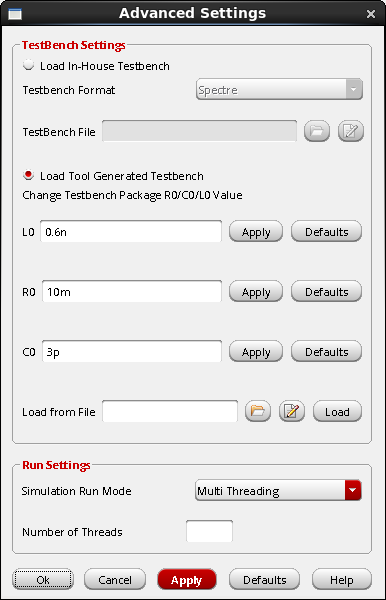 Advanced Settings
TestBench Settings
Load In-House Testbench
Testbench Format Spectre
TestBench File
Load Tool Generated Testbench
Change Testbench Package R0/C0/L0 Value
L0 0.6n Apply Defaults
R0 10m Apply Defaults
C0 3p Apply Defaults
Load from File Load
Run Settings
Simulation Run Mode Multi Threading
Number of Threads
Ok Cancel Apply Defaults Help